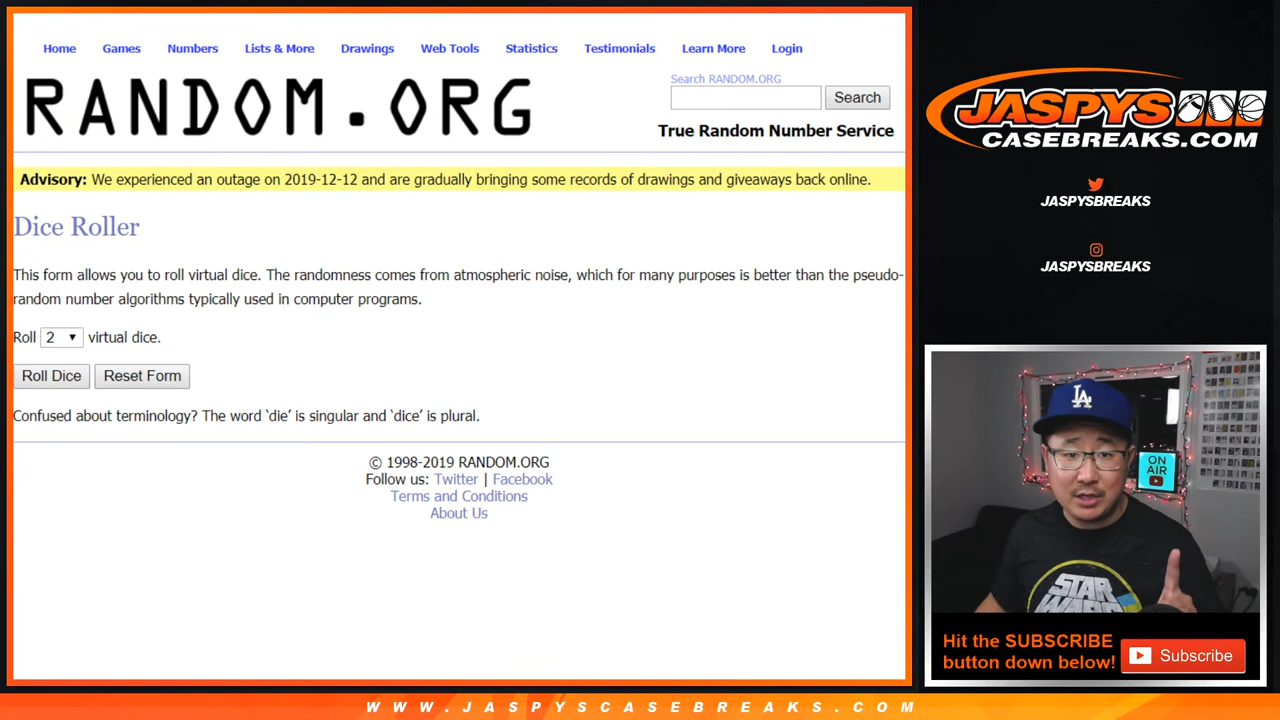 Home Games Numbers Lists & More Drawings Web Tools Statistics Testimonials Learn More Login
RANDOM.ORG
Search RANDOM.ORG
Search
True Random Number Service
Advisory: We experienced an outage on 2019-12-12 and are gradually bringing some records of drawings and giveaways back online.
Dice Roller
This form allows you to roll virtual dice. The randomness comes from atmospheric noise, which for many purposes is better than the pseudo-
random number algorithms typically used in computer programs.
Roll 2 virtual dice.
Roll Dice Reset Form
Confused about terminology? The word ‘die’ is singular and ‘dice’ is plural.
© 1998-2019 RANDOM.ORG
Follow us: Twitter | Facebook
Terms and Conditions
About Us
JASPYS
CASEBREAKS.COM
JASPYSBREAKS
JASPYSBREAKS
LA
ON
AIR
STAR
WARS
Hit the SUBSCRIBE
button down below!
Subscribe
WWW.JASPYSCASEBREAKS.COM